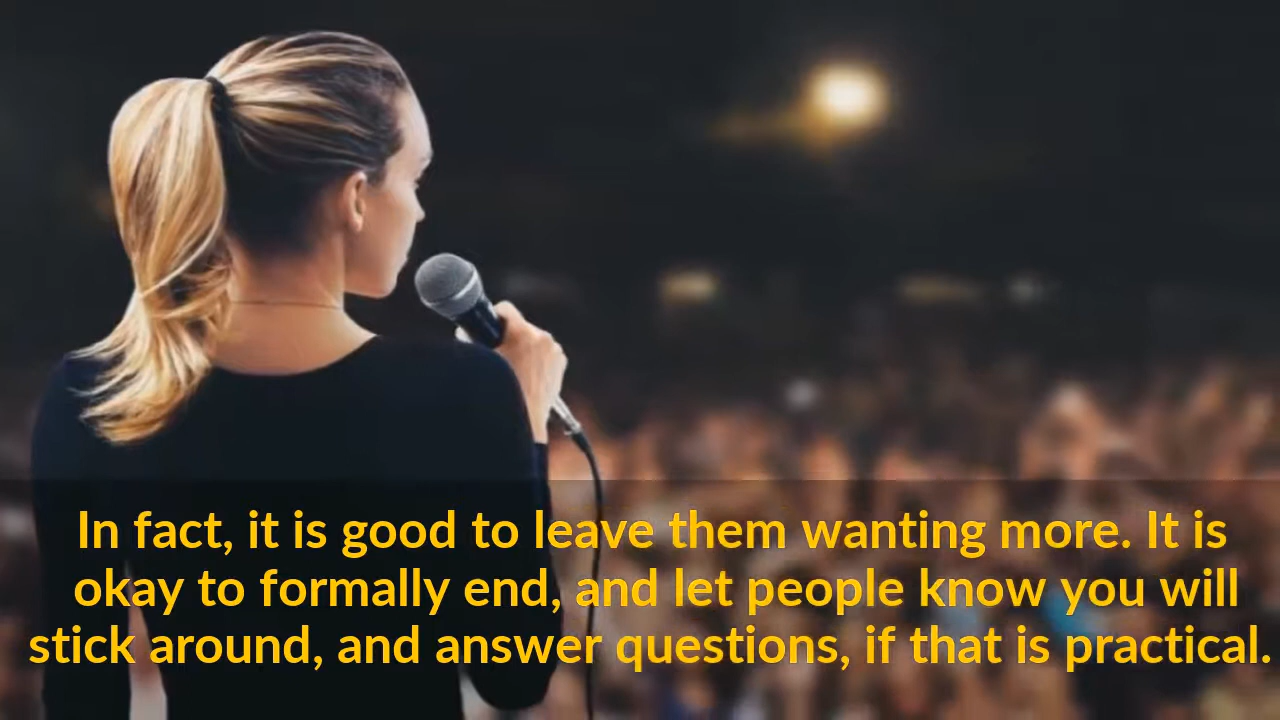 In fact, it is good to leave them wanting more. It is
okay to formally end, and let people know you will
stick around, and answer questions, if that is practical.